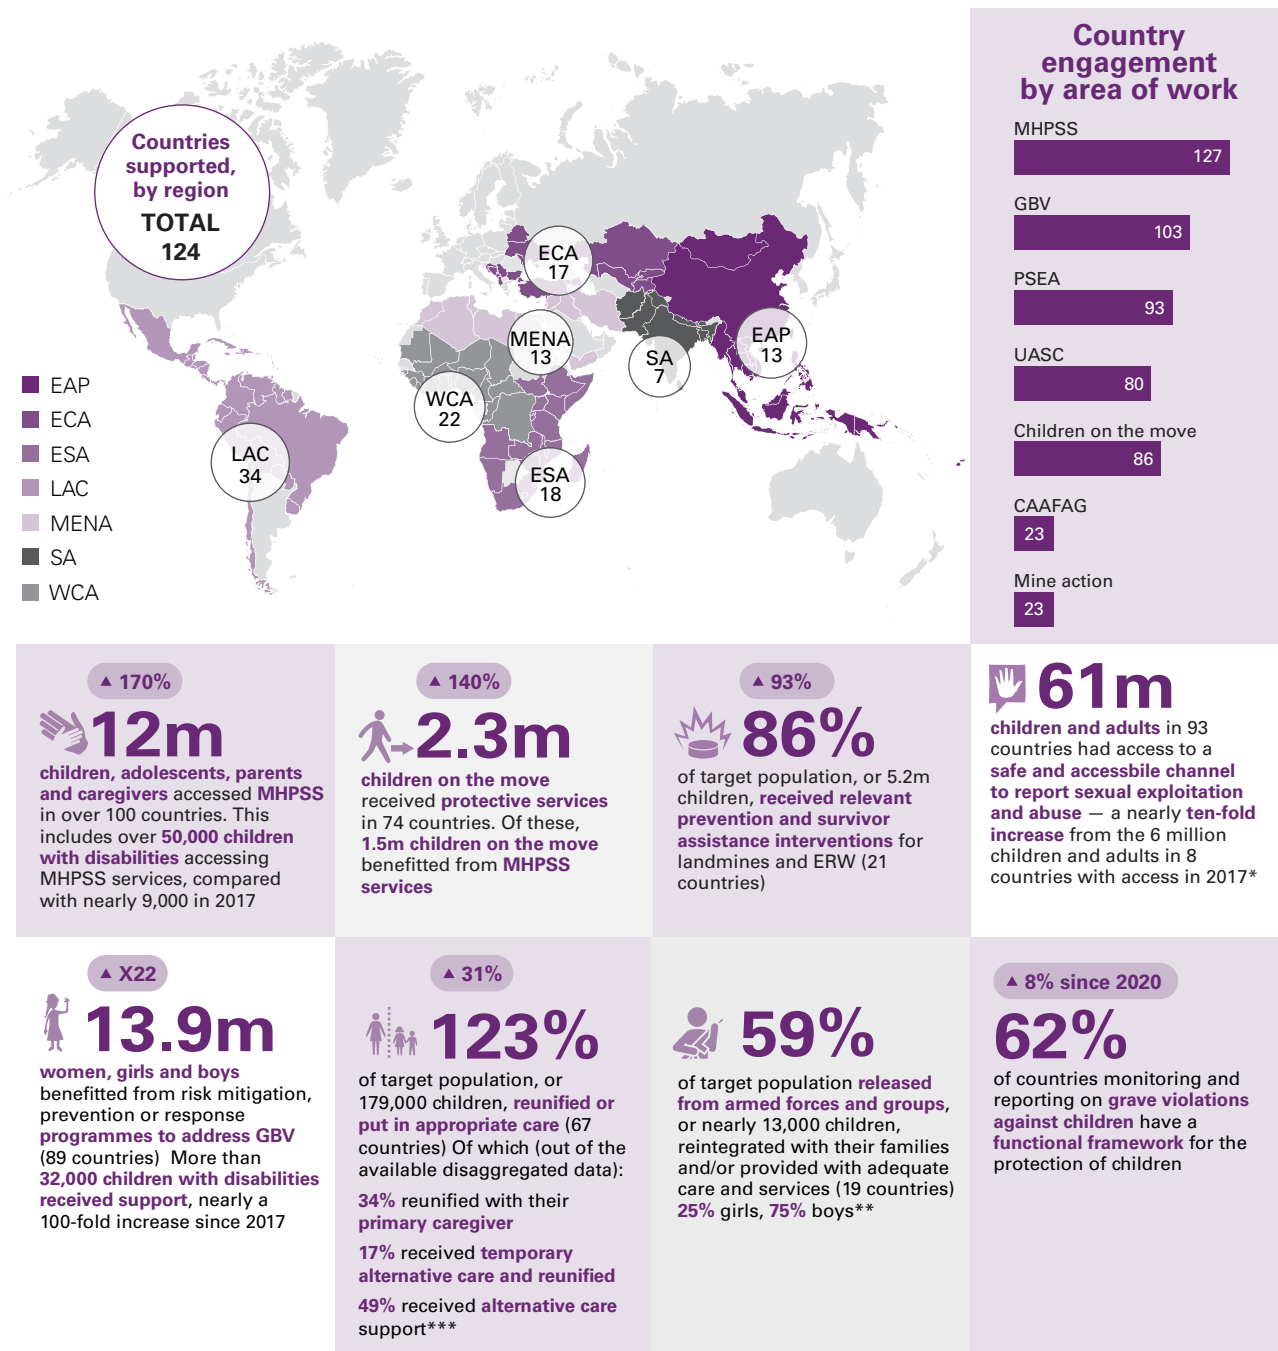 Countries
supported,
by region
TOTAL
124
ECA
17
MENA
13
EAP
13
SA
7
WCA
22
LAC
34
ESA
18
EAP
ECA
ESA
LAC
MENA
SA
WCA
Country
engagement
by area of work
MHPSS
127
GBV
103
PSEA
93
UASC
80
Children on the move
86
CAAFAG
23
Mine action
23
▲ 170%
12m
children, adolescents, parents
and caregivers accessed MHPSS
in over 100 countries. This
includes over 50,000 children
with disabilities accessing
MHPSS services, compared
with nearly 9,000 in 2017
▲ 140%
2.3m
children on the move
received protective services
in 74 countries. Of these,
1.5m children on the move
benefitted from MHPSS
services
▲ 93%
86%
of target population, or 5.2m
children, received relevant
prevention and survivor
assistance interventions for
landmines and ERW (21
countries)
61m
children and adults in 93
countries had access to a
safe and accessbile channel
to report sexual exploitation
and abuse — a nearly ten-fold
increase from the 6 million
children and adults in 8
countries with access in 2017*
▲ X22
13.9m
women, girls and boys
benefitted from risk mitigation,
prevention or response
programmes to address GBV
(89 countries) More than
32,000 children with disabilities
received support, nearly a
100-fold increase since 2017
▲ 31%
123%
of target population, or
179,000 children, reunified or
put in appropriate care (67
countries) Of which (out of the
available disaggregated data):
34% reunified with their
primary caregiver
17% received temporary
alternative care and reunified
49% received alternative care
support***
59%
of target population released
from armed forces and groups,
or nearly 13,000 children,
reintegrated with their families
and/or provided with adequate
care and services (19 countries)
25% girls, 75% boys**
▲ 8% since 2020
62%
of countries monitoring and
reporting on grave violations
against children have a
functional framework for the
protection of children